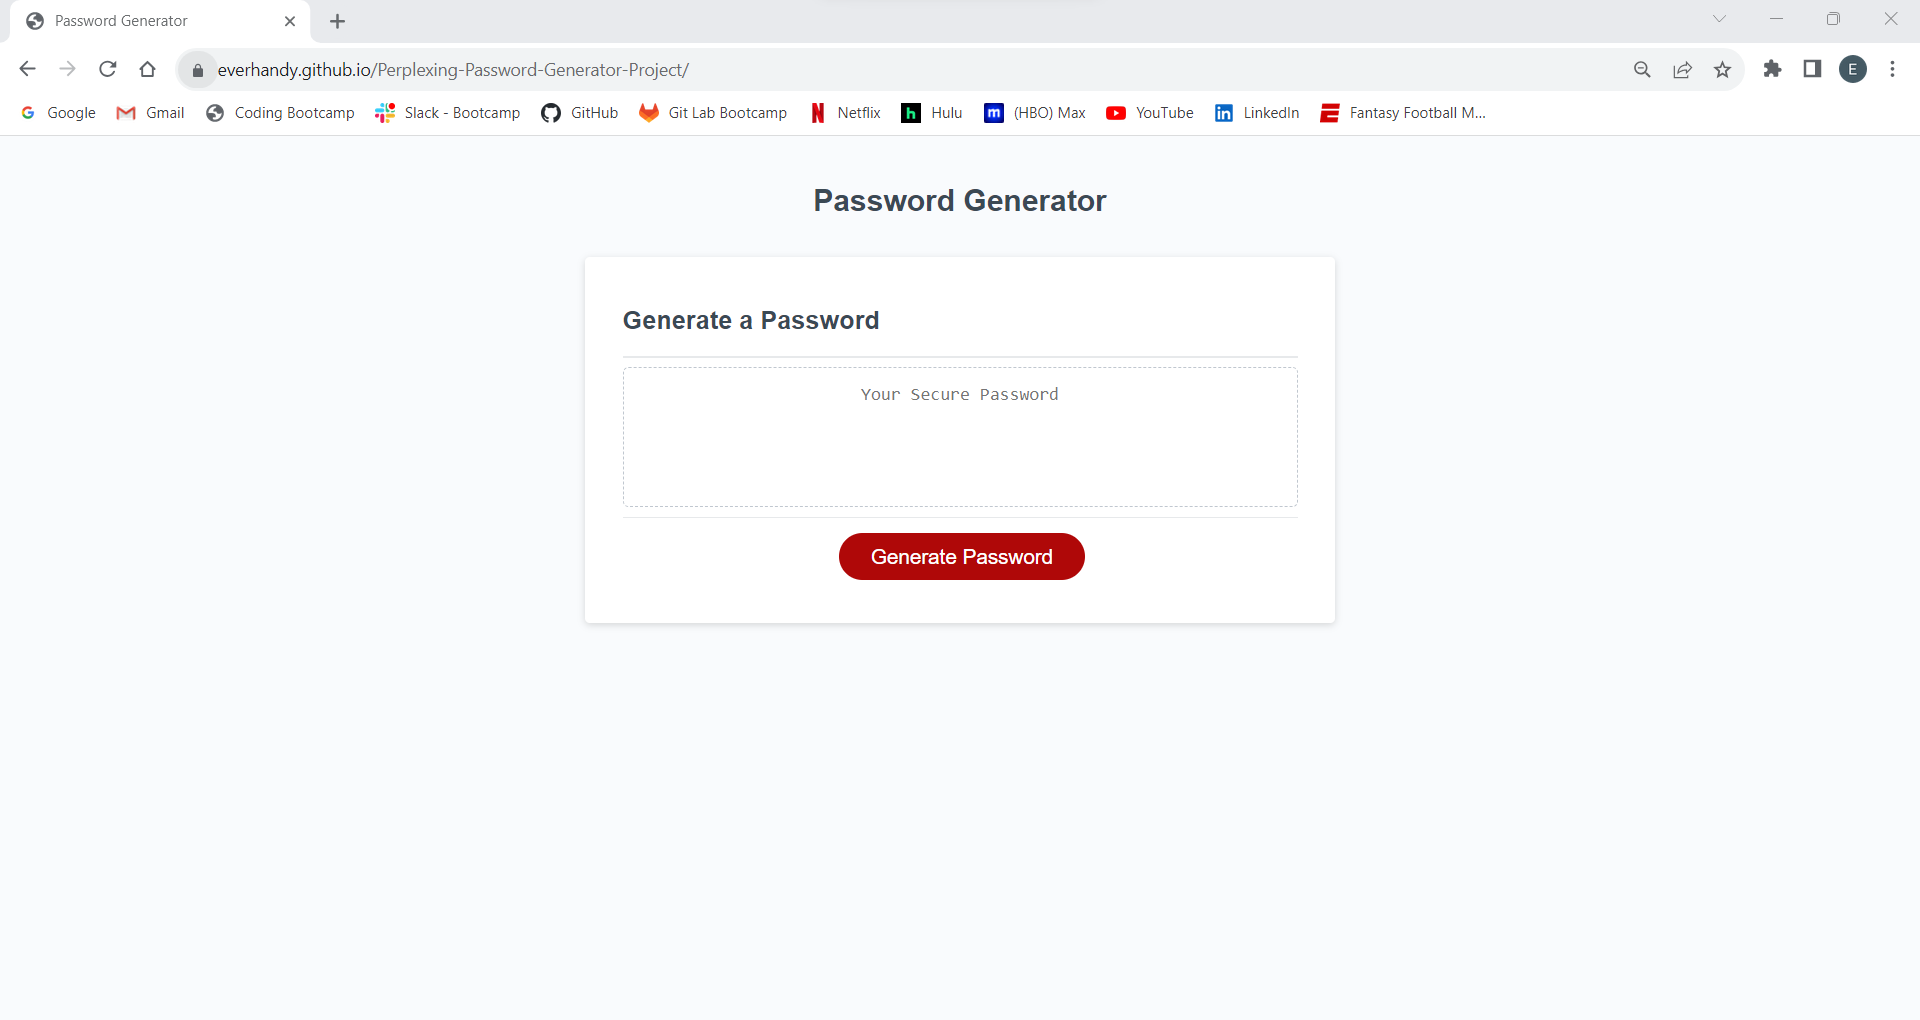 Password Generator
everhandy.github.io/Perplexing-Password-Generator-Project/
E
Google Gmail Coding Bootcamp Slack - Bootcamp GitHub Git Lab Bootcamp Netflix Hulu (HBO) Max YouTube LinkedIn Fantasy Football M...
Password Generator
Generate a Password
Your Secure Password
Generate Password